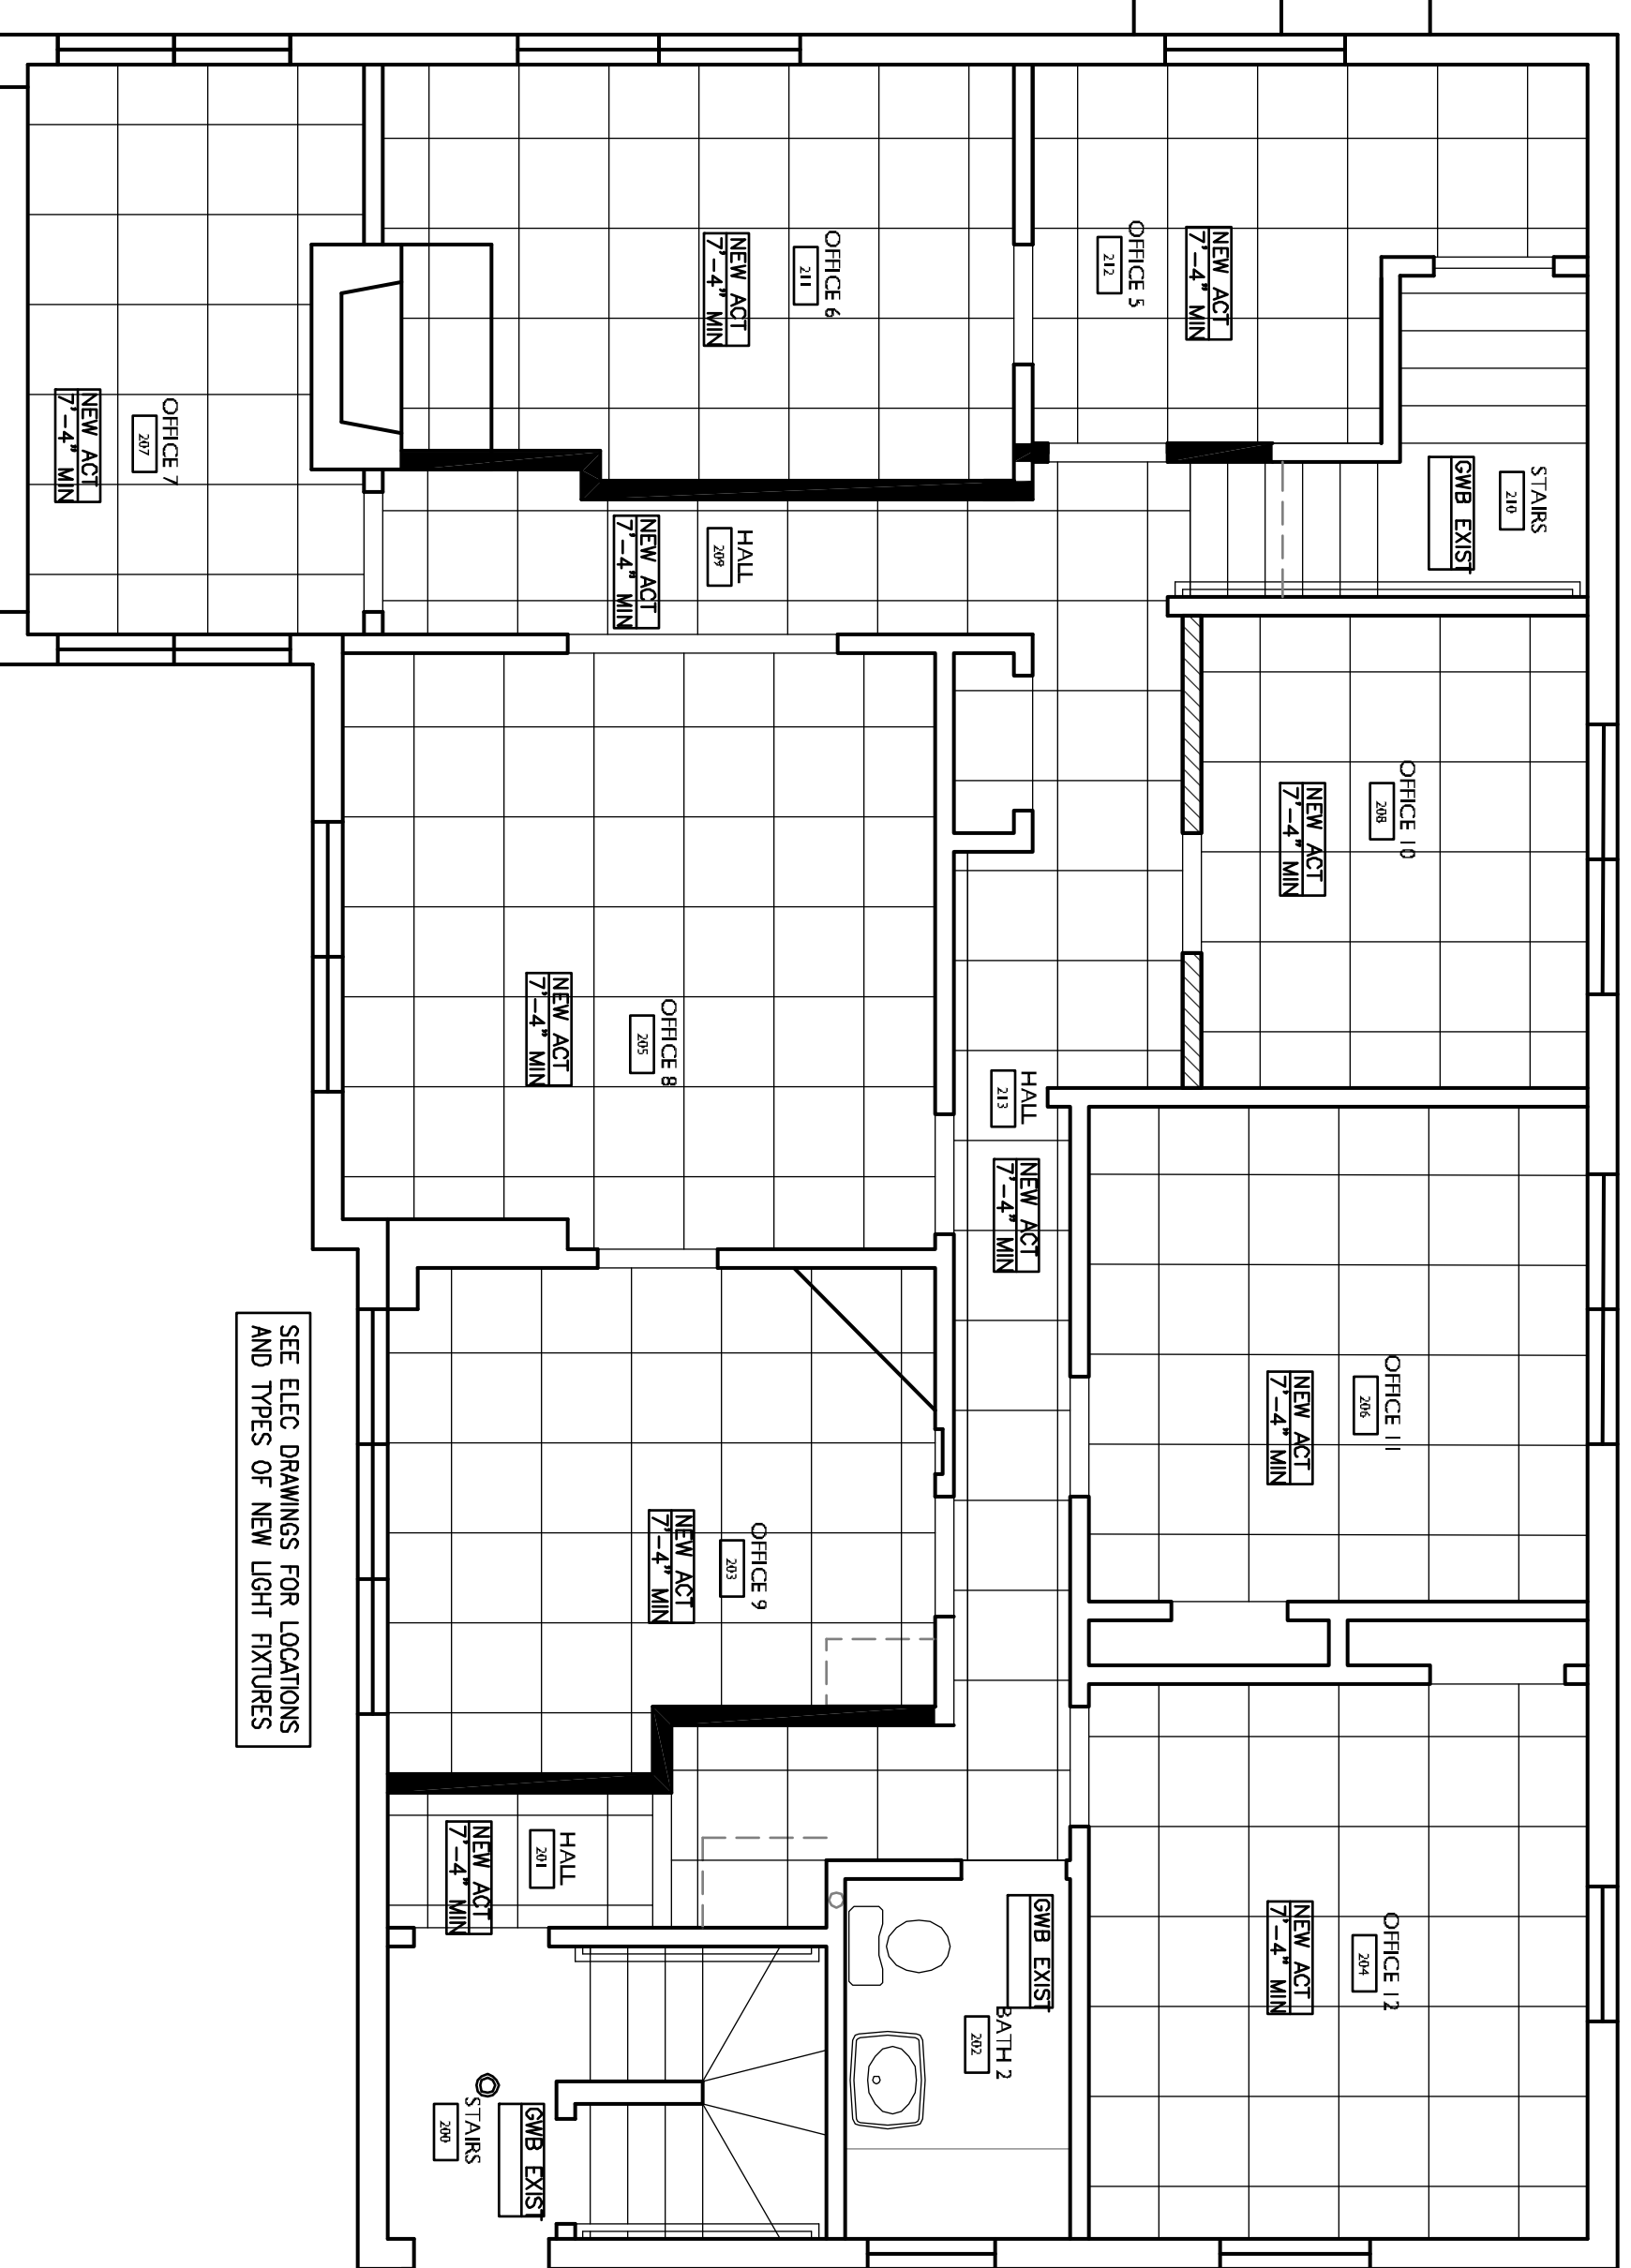 STAIRS
210
GWB EXIST
OFFICE 10
208
NEW ACT
7'-4" MIN
OFFICE 11
206
NEW ACT
7'-4" MIN
OFFICE 12
204
NEW ACT
7'-4" MIN
NEW ACT
7'-4" MIN
OFFICE 5
212
HALL
213
NEW ACT
7'-4" MIN
GWB EXIST
BATH 2
202
OFFICE 6
211
NEW ACT
7'-4" MIN
HALL
209
NEW ACT
7'-4" MIN
OFFICE 8
205
NEW ACT
7'-4" MIN
OFFICE 9
203
NEW ACT
7'-4" MIN
HALL
201
NEW ACT
7'-4" MIN
GWB EXIST
STAIRS
200
OFFICE 7
207
NEW ACT
7'-4" MIN
SEE ELEC DRAWINGS FOR LOCATIONS
AND TYPES OF NEW LIGHT FIXTURES